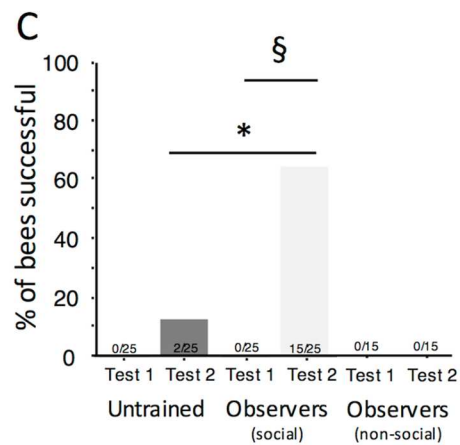 C
§
*
% of bees successful
100
80
60
40
20
0
0/25
2/25
0/25
15/25
0/15
0/15
Test 1 Test 2 Test 1 Test 2 Test 1 Test 2
Untrained Observers Observers
(social) (non-social)